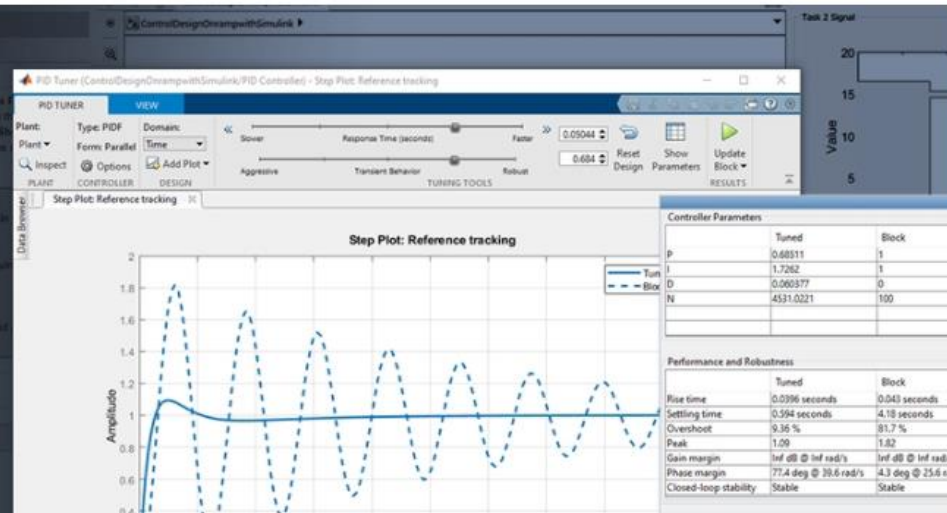 ControlDesignOnrampwithSimulink
Task 2 Signal
20
15
10
5
Value
PID Tuner (ControlDesignOnrampwithSimulink/PID Controller) - Step Plot: Reference tracking
PID TUNER VIEW
Plant: Type: PIDF Domain:
Plant Form: Parallel Time
Inspect Options Add Plot
PLANT CONTROLLER DESIGN
Slower Response Time (seconds) Faster 0.05044
Aggressive Transient Behavior Robust 0.684
TUNING TOOLS
Reset Design
Show Parameters
Update Block
RESULTS
Data Browser
Step Plot: Reference tracking
Step Plot: Reference tracking
Amplitude
2
1.8
1.6
1.4
1.2
1
0.8
0.6
0.4
Tun
Bloc
Controller Parameters
Tuned Block
P 0.68511 1
I 1.7262 1
D 0.060377 0
N 4531.0221 100
Performance and Robustness
Tuned Block
Rise time 0.0396 seconds 0.043 seconds
Settling time 0.594 seconds 4.18 seconds
Overshoot 9.36 % 81.7 %
Peak 1.09 1.82
Gain margin Inf dB @ Inf rad/s Inf dB @ Inf rad
Phase margin 77.4 deg @ 39.6 rad/s 4.3 deg @ 25.6 r
Closed-loop stability Stable Stable